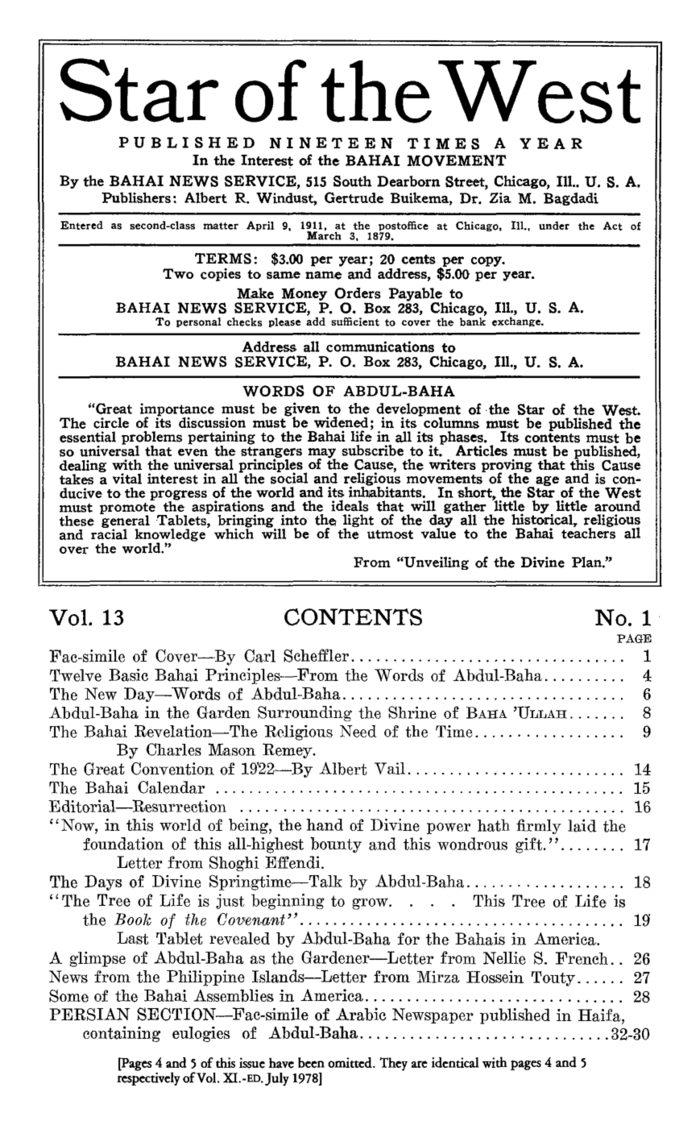 Star of the West
PUBLISHED NINETEEN TIMES A YEAR
In the Interest of the BAHAI MOVEMENT
By the BAHAI NEWS SERVICE, 515 South Dearborn Street, Chicago, Ill.. U. S. A.
Publishers: Albert R. Windust, Gertrude Buikema, Dr. Zia M. Bagdadi
Entered as second-class matter April 9, 1911, at the postoffice at Chicago, Ill., under the Act of
March 3, 1879.
TERMS: $3.00 per year; 20 cents per copy.
Two copies to same name and address, $5.00 per year.
Make Money Orders Payable to
BAHAI NEWS SERVICE, P. O. Box 283, Chicago, Ill., U. S. A.
To personal checks please add sufficient to cover the bank exchange.
Address all communications to
BAHAI NEWS SERVICE, P. O. Box 283, Chicago, Ill., U. S. A.
WORDS OF ABDUL-BAHA
"Great importance must be given to the development of the Star of the West.
The circle of its discussion must be widened; in its columns must be published the
essential problems pertaining to the Bahai life in all its phases. Its contents must be
so universal that even the strangers may subscribe to it. Articles must be published,
dealing with the universal principles of the Cause, the writers proving that this Cause
takes a vital interest in all the social and religious movements of the age and is con-
ducive to the progress of the world and its inhabitants. In short, the Star of the West
must promote the aspirations and the ideals that will gather little by little around
these general Tablets, bringing into the light of the day all the historical, religious
and racial knowledge which will be of the utmost value to the Bahai teachers all
over the world."
From "Unveiling of the Divine Plan."
Vol. 13 CONTENTS No. 1
PAGE
Fac-simile of Cover—By Carl Scheffler................................ 1
Twelve Basic Bahai Principles—From the Words of Abdul-Baha.......... 4
The New Day—Words of Abdul-Baha................................. 6
Abdul-Baha in the Garden Surrounding the Shrine of BAHA 'ULLAH....... 8
The Bahai Revelation—The Religious Need of the Time.................. 9
By Charles Mason Remey.
The Great Convention of 1922—By Albert Vail.......................... 14
The Bahai Calendar ................................................ 15
Editorial—Resurrection ............................................. 16
"Now, in this world of being, the hand of Divine power hath firmly laid the
foundation of this all-highest bounty and this wondrous gift."........ 17
Letter from Shoghi Effendi.
The Days of Divine Springtime—Talk by Abdul-Baha................... 18
"The Tree of Life is just beginning to grow. . . . This Tree of Life is
the Book of the Covenant"...................................... 19
Last Tablet revealed by Abdul-Baha for the Bahais in America.
A glimpse of Abdul-Baha as the Gardener—Letter from Nellie S. French.. 26
News from the Philippine Islands—Letter from Mirza Hossein Touty...... 27
Some of the Bahai Assemblies in America............................... 28
PERSIAN SECTION—Fac-simile of Arabic Newspaper published in Haifa,
containing eulogies of Abdul-Baha.............................32-30
[Pages 4 and 5 of this issue have been omitted. They are identical with pages 4 and 5
respectively of Vol. XI.-ED. July 1978]